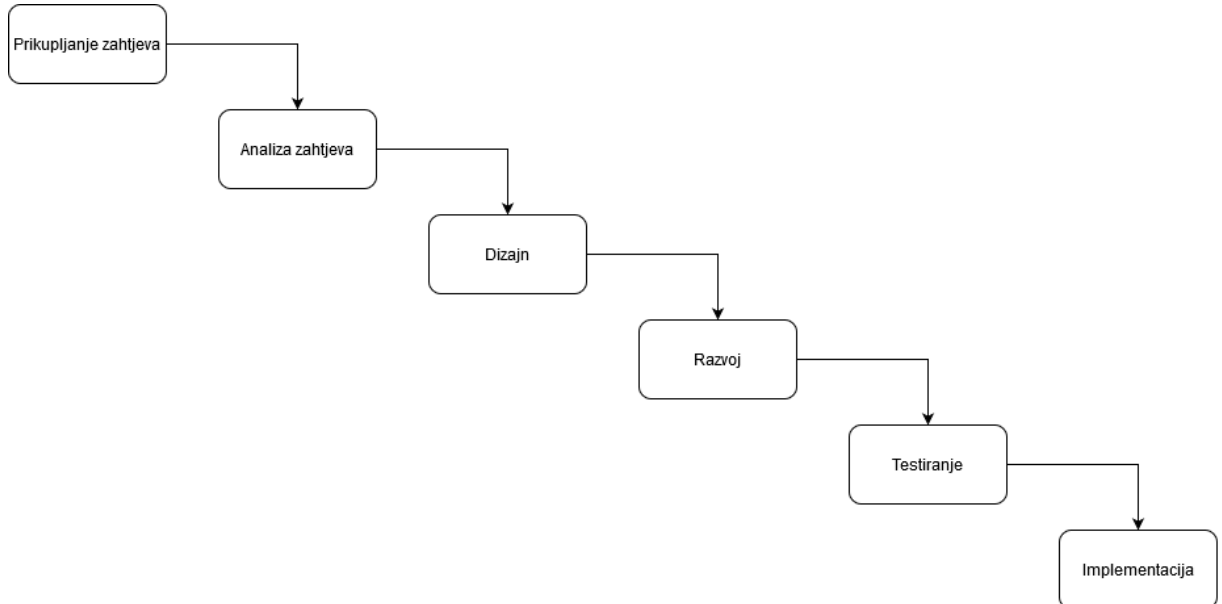 Prikupljanje zahtjeva
Analiza zahtjeva
Dizajn
Razvoj
Testiranje
Implementacija